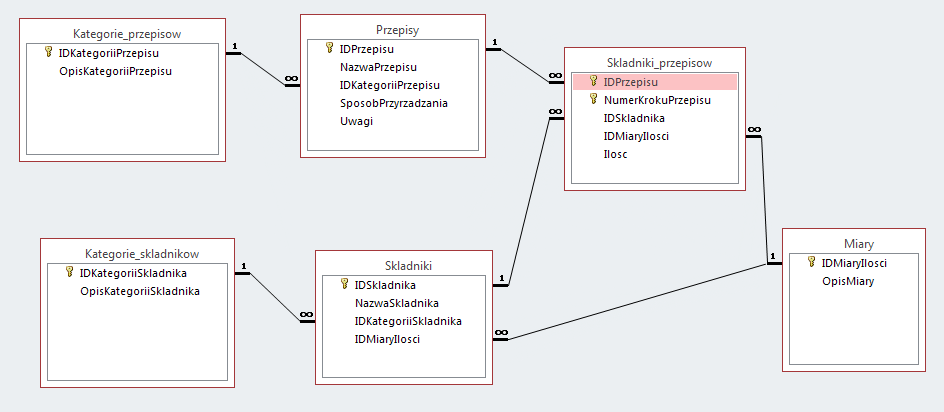 Kategorie_przepisow
IDKategoriiPrzepisu
OpisKategoriiPrzepisu
1
∞
Przepisy
IDPrzepisu
NazwaPrzepisu
IDKategoriiPrzepisu
SposobPrzyrzadzania
Uwagi
1
∞
∞
Skladniki_przepisow
IDPrzepisu
NumerKrokuPrzepisu
IDSkladnika
IDMiaryIlosci
Ilosc
∞
Kategorie_skladnikow
IDKategoriiSkladnika
OpisKategoriiSkladnika
1
∞
Skladniki
IDSkladnika
NazwaSkladnika
IDKategoriiSkladnika
IDMiaryIlosci
1
∞
1
Miary
IDMiaryIlosci
OpisMiary